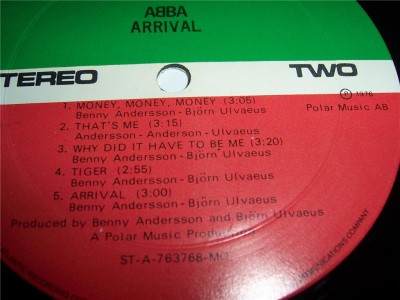 ABBA
ARRIVAL
STEREO
TWO
℗ 1976
Polar Music AB
1. MONEY, MONEY, MONEY (3:05)
Benny Andersson-Björn Ulvaeus
2. THAT'S ME (3:15)
Andersson-Anderson-Ulvaeus
3. WHY DID IT HAVE TO BE ME (3:20)
Benny Andersson-Björn Ulvaeus
4. TIGER (2:55)
Benny Andersson-Björn Ulvaeus
5. ARRIVAL (3:00)
Benny Andersson-Björn Ulvaeus
Produced by Benny Andersson and Björn Ulvaeus
A Polar Music Production
ST-A-763768-MO
COMMUNICATIONS COMPANY